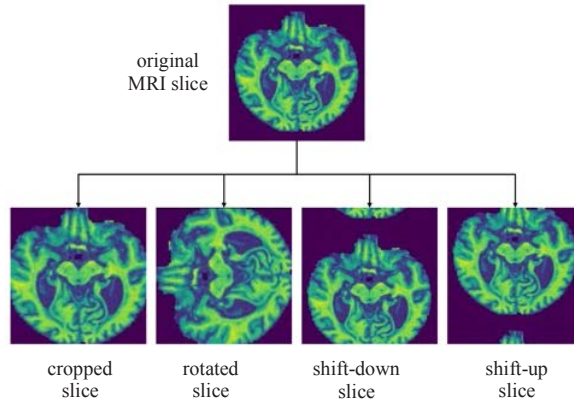 original
MRI slice
cropped
slice
rotated
slice
shift-down
slice
shift-up
slice